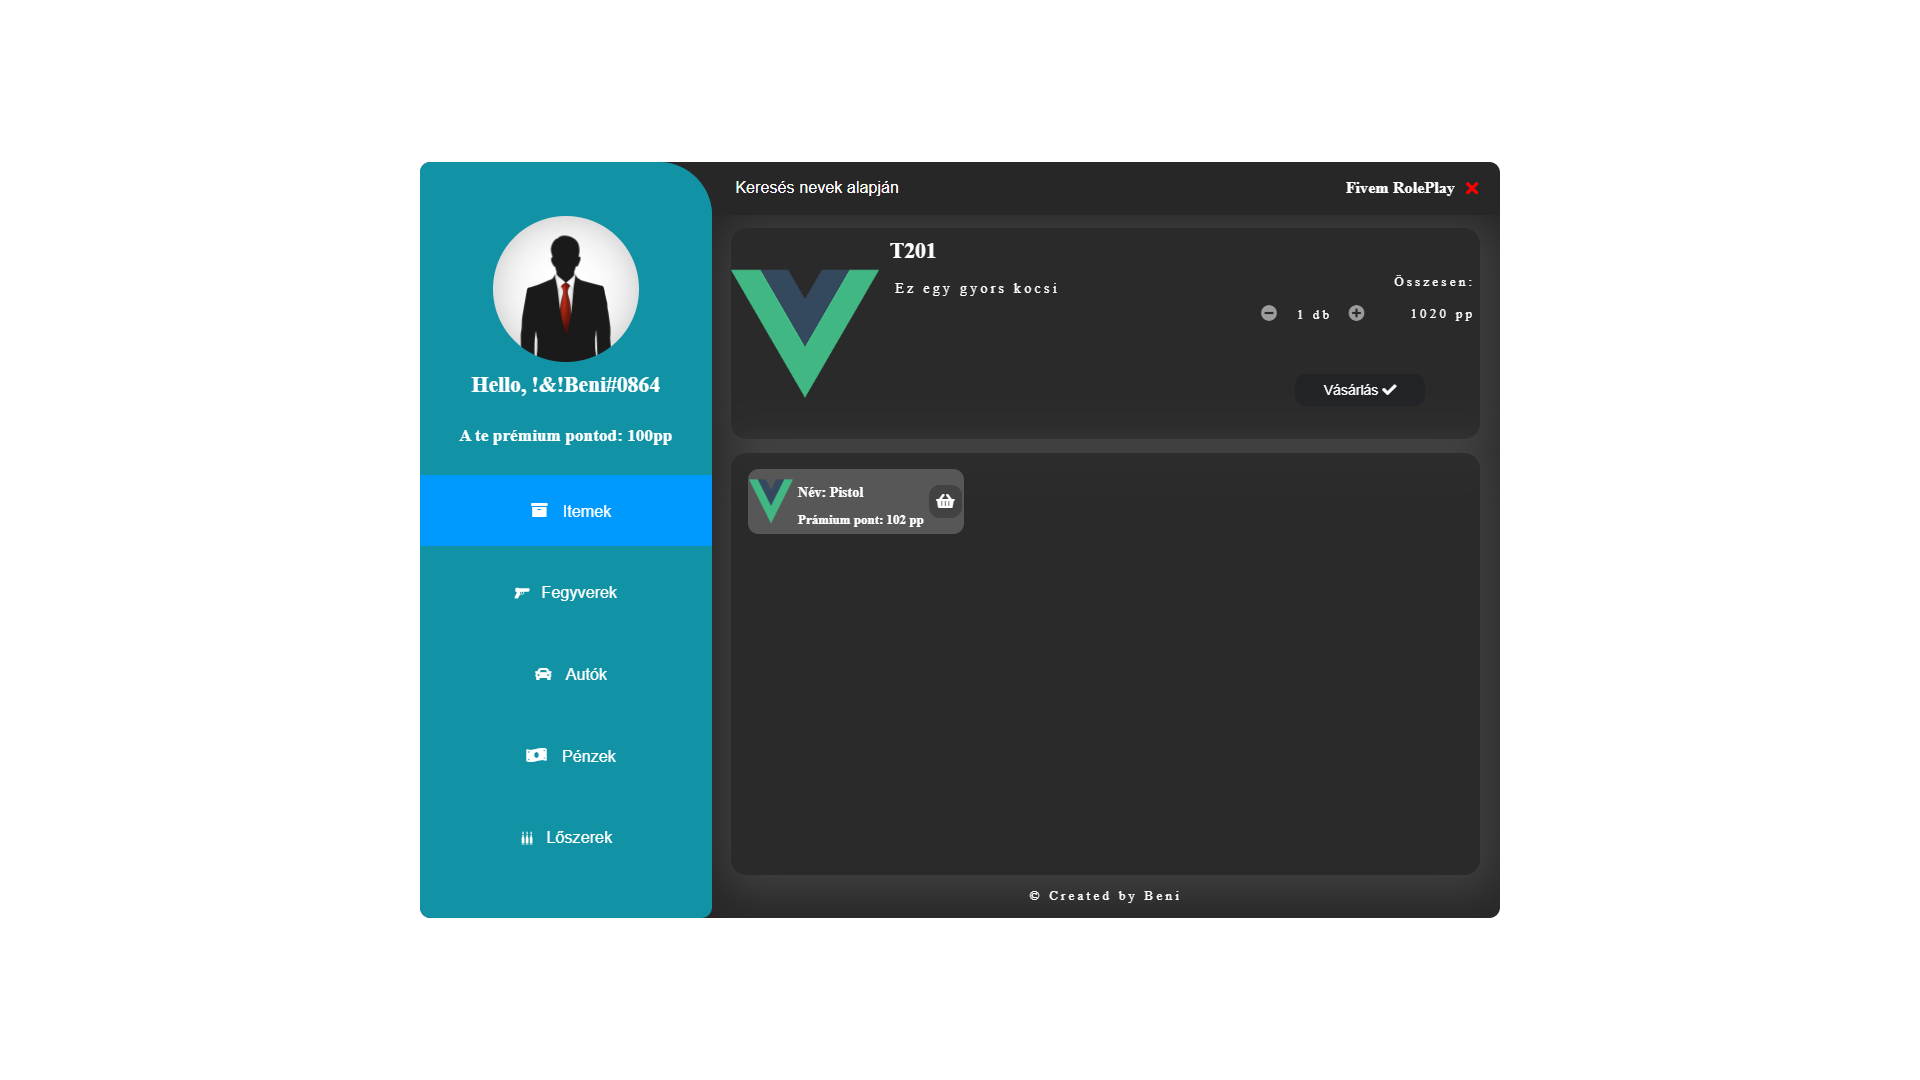 Hello, !&!Beni#0864
A te prémium pontod: 100pp
Itemek
Fegyverek
Autók
Pénzek
Lőszerek
Keresés nevek alapján
Fivem RolePlay
T201
Ez egy gyors kocsi
Összesen:
1 db
1020 pp
Vásárlás
Név: Pistol
Prámium pont: 102 pp
© Created by Beni